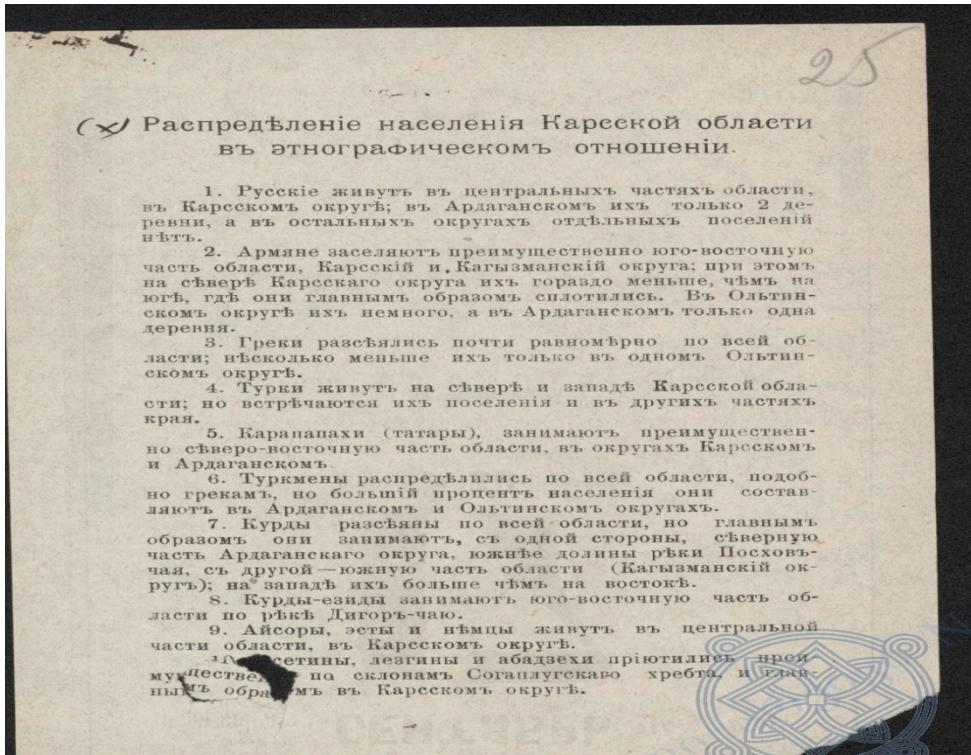 25
(x) Распредѣленіе населенія Карсской области
въ этнографическомъ отношеніи.
1. Русскіе живутъ въ центральныхъ частяхъ области,
въ Карсскомъ округѣ; въ Ардаганскомъ ихъ только 2 де-
ревни, а въ остальныхъ округахъ отдѣльныхъ поселеній
нѣтъ.
2. Армяне заселяютъ преимущественно юго-восточную
часть области, Карсскій и Кагызманскій округа; при этомъ
на сѣверѣ Карсскаго округа ихъ гораздо меньше, чѣмъ на
югѣ, гдѣ они главнымъ образомъ сплотились. Въ Ольтин-
скомъ округѣ ихъ немного, а въ Ардаганскомъ только одна
деревня.
3. Греки разсѣялись почти равномѣрно по всей об-
ласти; нѣсколько меньше ихъ только въ одномъ Ольтин-
скомъ округѣ.
4. Турки живутъ на сѣверѣ и западѣ Карсской обла-
сти; но встрѣчаются ихъ поселенія и въ другихъ частяхъ
края.
5. Карапапахи (татары), занимаютъ преимуществен-
но сѣверо-восточную часть области, въ округахъ Карсскомъ
и Ардаганскомъ.
6. Туркмены распредѣлились по всей области, подоб-
но грекамъ, но большій процентъ населенія они состав-
ляютъ въ Ардаганскомъ и Ольтинскомъ округахъ.
7. Курды разсѣяны по всей области, но главнымъ
образомъ они занимаютъ, съ одной стороны, сѣверную
часть Ардаганскаго округа, южнѣе долины рѣки Посховъ-
чая, съ другой—южную часть области (Кагызманскій ок-
ругъ); на западѣ ихъ больше чѣмъ на востокѣ.
8. Курды-езиды занимаютъ юго-восточную часть об-
ласти по рѣкѣ Дигоръ-чаю.
9. Айсоры, эсты и нѣмцы живутъ въ центральной
части области, въ Карсскомъ округѣ.
10. сетины, лезгины и абадзехи пріютились преи-
муществе по склонамъ Соганлугскаго хребта, и глав-
нымъ образомъ въ Карсскомъ округѣ.